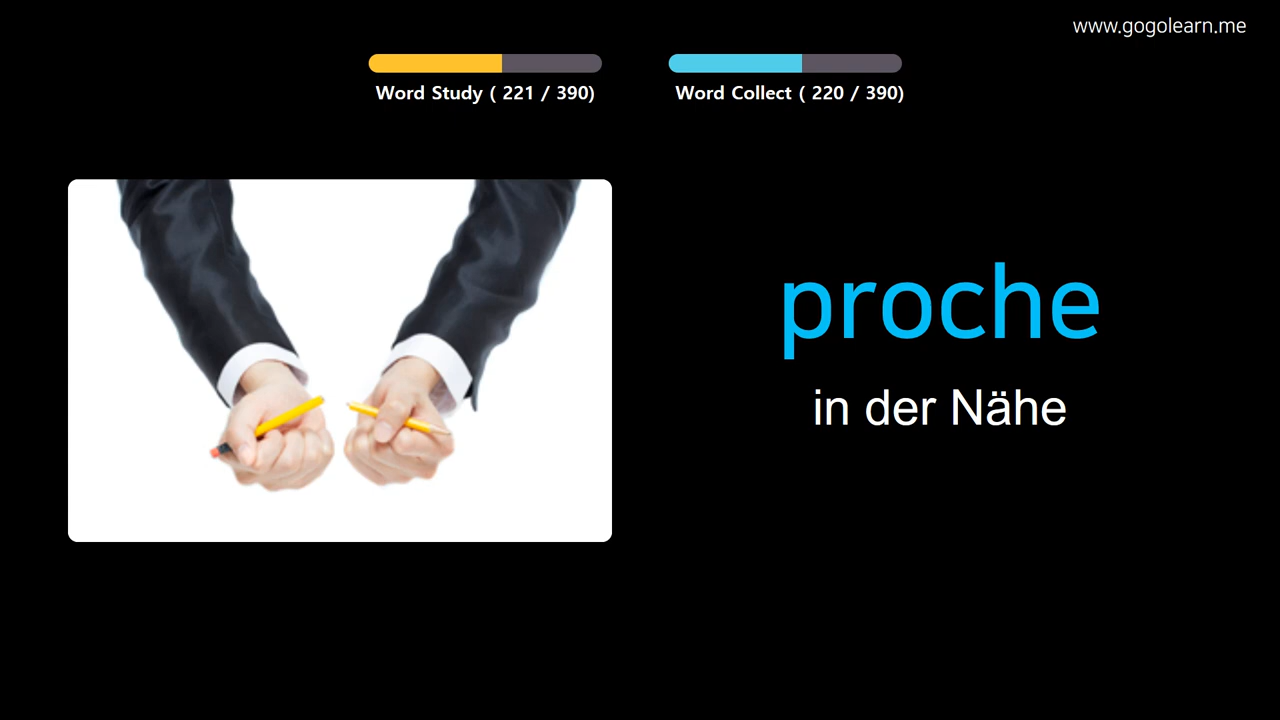 www.gogolearn.me
Word Study ( 221 / 390)
Word Collect ( 220 / 390)
proche
in der Nähe